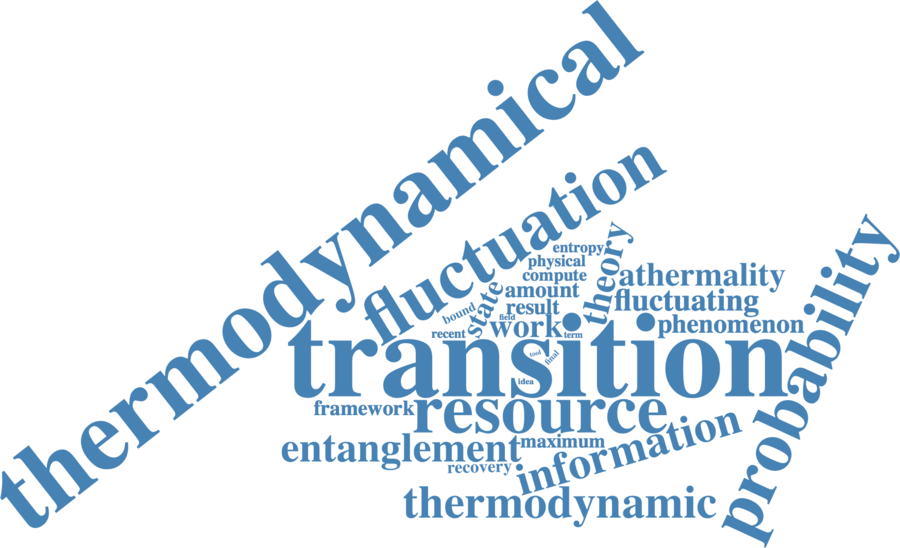 thermodynamical
fluctuation
entropy
physical
compute
theory
athermality
amount
state
fluctuating
result
bound
field
work
phenomenon
recent
term
transition
probability
tool
final
idea
framework
resource
entanglement
maximum
information
recovery
thermodynamic